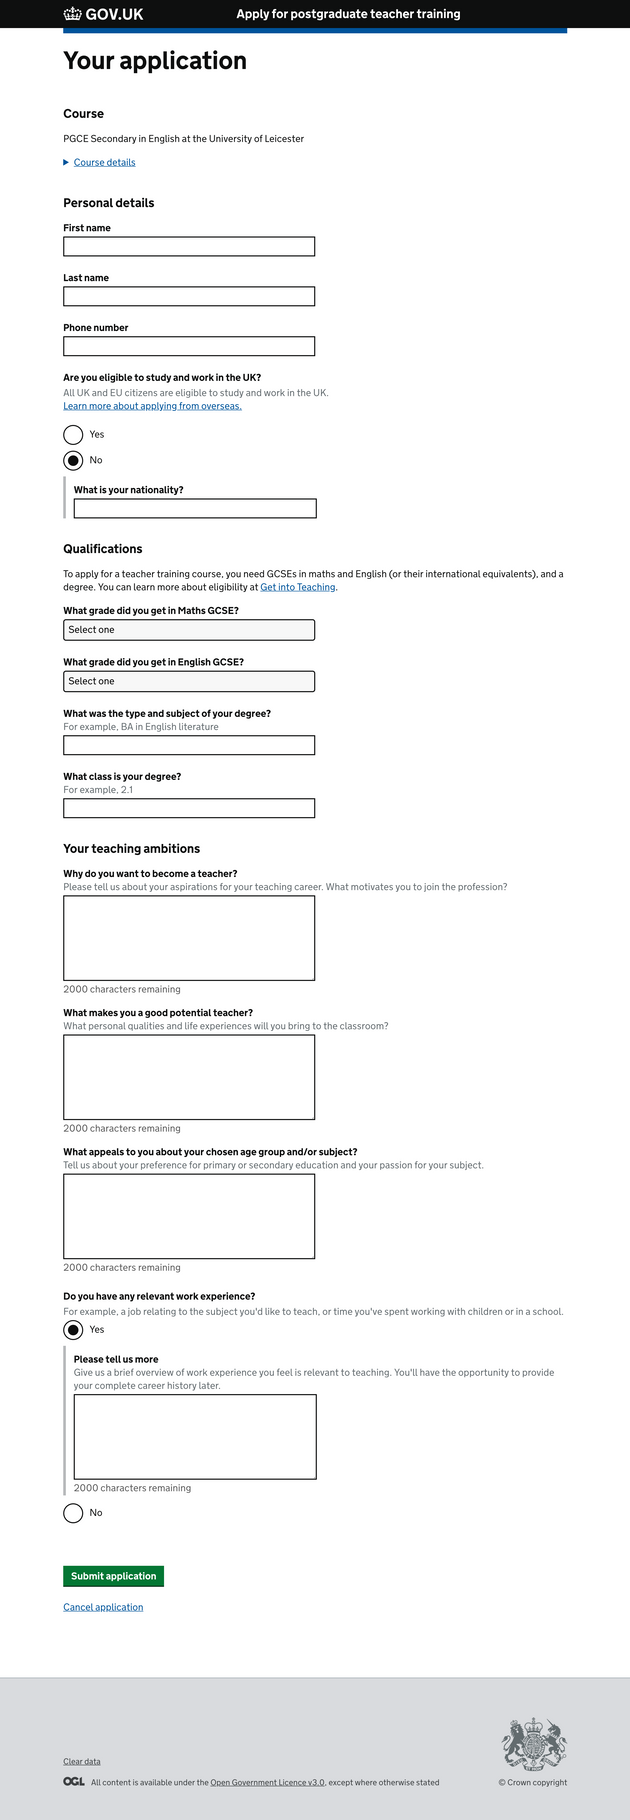 GOV.UK
Apply for postgraduate teacher training
Your application
Course
PGCE Secondary in English at the University of Leicester
Course details
Personal details
First name
Last name
Phone number
Are you eligible to study and work in the UK?
All UK and EU citizens are eligible to study and work in the UK.
Learn more about applying from overseas.
Yes
No
What is your nationality?
Qualifications
To apply for a teacher training course, you need GCSEs in maths and English (or their international equivalents), and a
degree. You can learn more about eligibility at Get into Teaching.
What grade did you get in Maths GCSE?
Select one
What grade did you get in English GCSE?
Select one
What was the type and subject of your degree?
For example, BA in English literature
What class is your degree?
For example, 2.1
Your teaching ambitions
Why do you want to become a teacher?
Please tell us about your aspirations for your teaching career. What motivates you to join the profession?
2000 characters remaining
What makes you a good potential teacher?
What personal qualities and life experiences will you bring to the classroom?
2000 characters remaining
What appeals to you about your chosen age group and/or subject?
Tell us about your preference for primary or secondary education and your passion for your subject.
2000 characters remaining
Do you have any relevant work experience?
For example, a job relating to the subject you'd like to teach, or time you've spent working with children or in a school.
Yes
Please tell us more
Give us a brief overview of work experience you feel is relevant to teaching. You'll have the opportunity to provide
your complete career history later.
2000 characters remaining
No
Submit application
Cancel application
Clear data
OGL All content is available under the Open Government Licence v3.0, except where otherwise stated
© Crown copyright